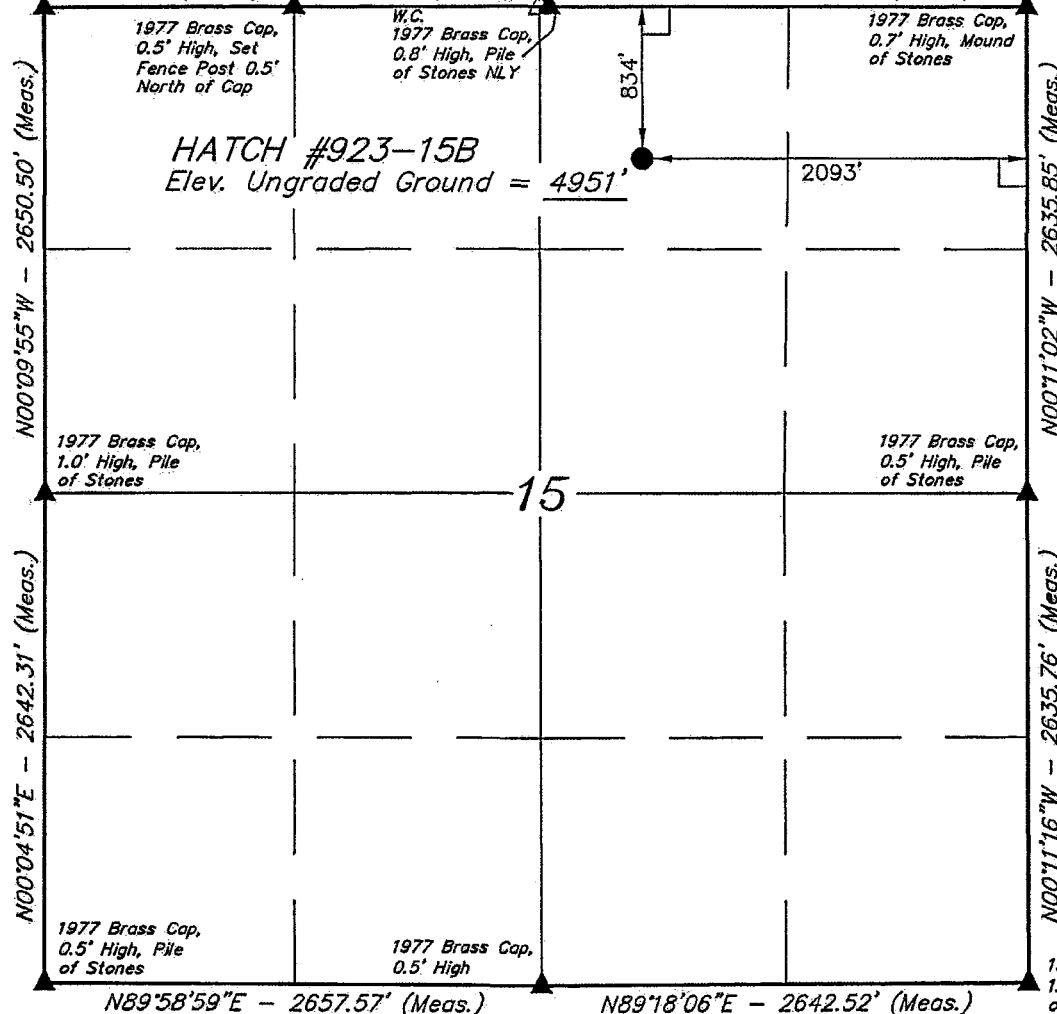 1977 Brass Cap,
0.5' High, Set
Fence Post 0.5'
North of Cap
W.C.
1977 Brass Cap,
0.8' High, Pile
of Stones NLY
834'
1977 Brass Cap,
0.7' High, Mound
of Stones
HATCH #923-15B
Elev. Ungraded Ground = 4951'
2093'
N00°09'55"W - 2650.50' (Meas.)
N00°11'02"W - 2635.85' (Meas.)
1977 Brass Cap,
1.0' High, Pile
of Stones
1977 Brass Cap,
0.5' High, Pile
of Stones
15
N00°04'51"E - 2642.31' (Meas.)
N00°11'16"W - 2635.76' (Meas.)
1977 Brass Cap,
0.5' High, Pile
of Stones
1977 Brass Cap,
0.5' High
N89°58'59"E - 2657.57' (Meas.)
N89°18'06"E - 2642.52' (Meas.)